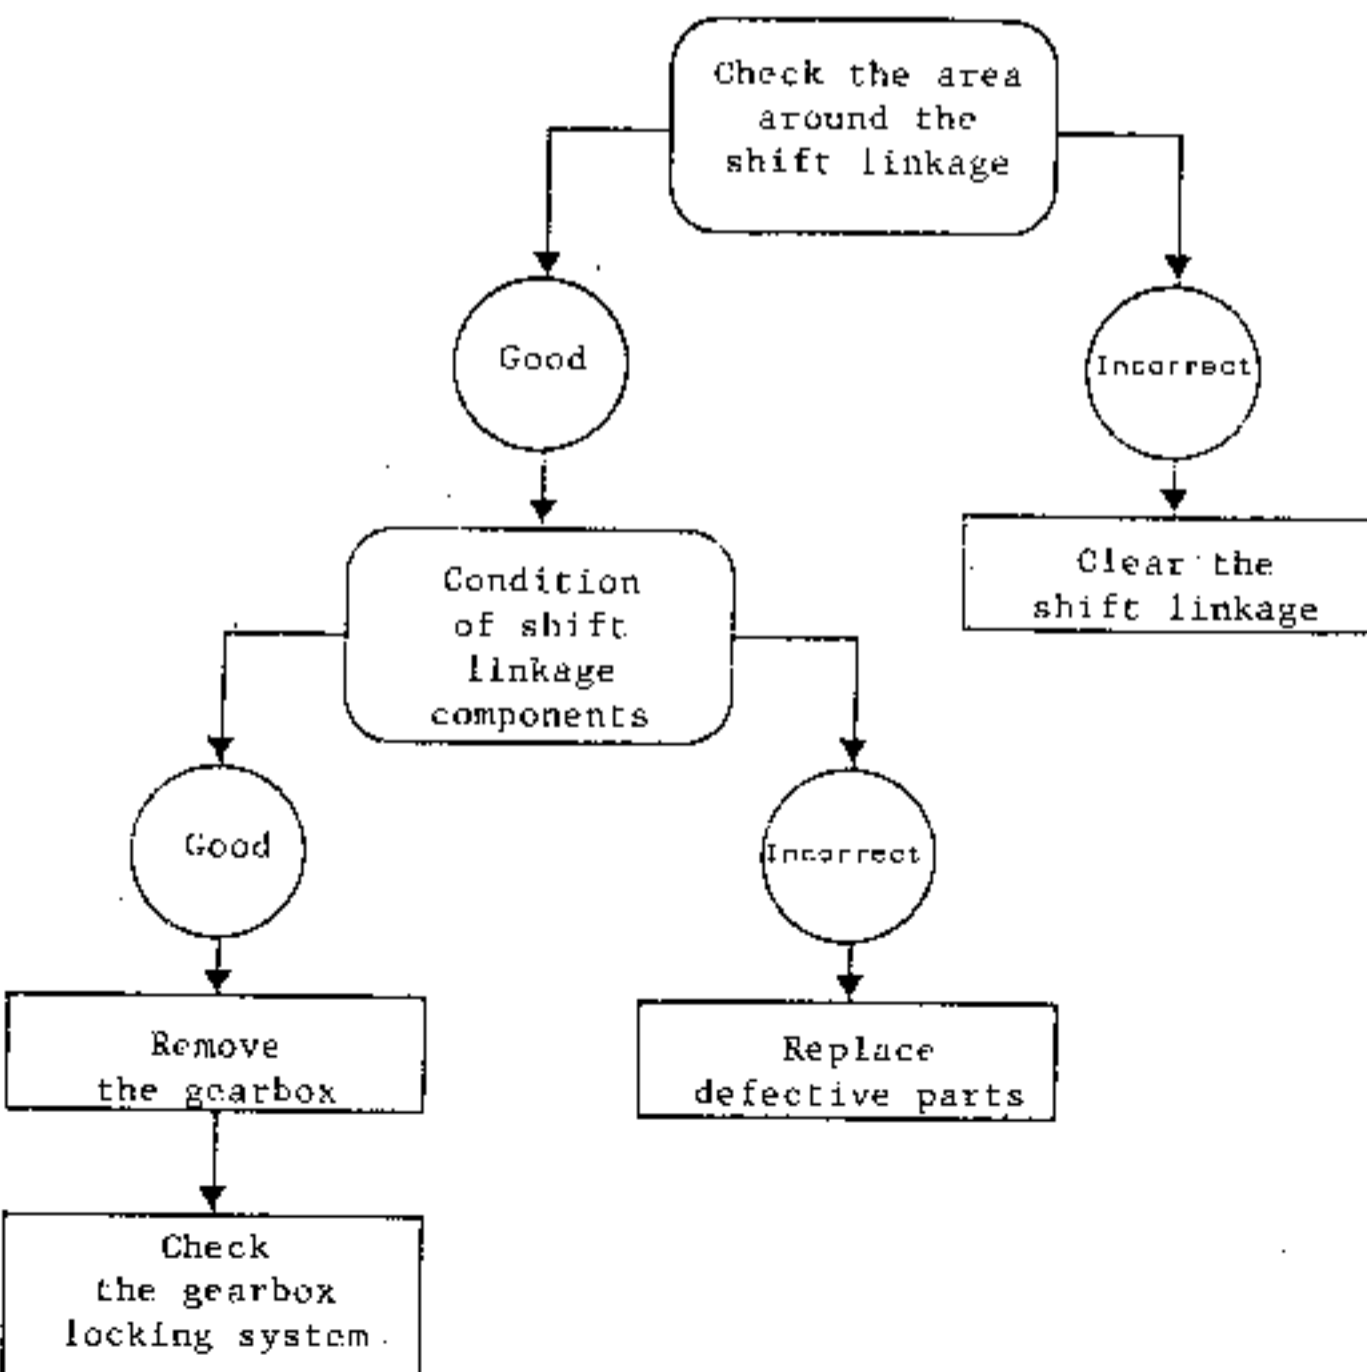 Check the area
around the
shift linkage
Good
Incorrect
Condition
of shift
linkage
components
Clear the
shift linkage
Good
Incorrect
Remove
the gearbox
Replace
defective parts
Check
the gearbox
locking system